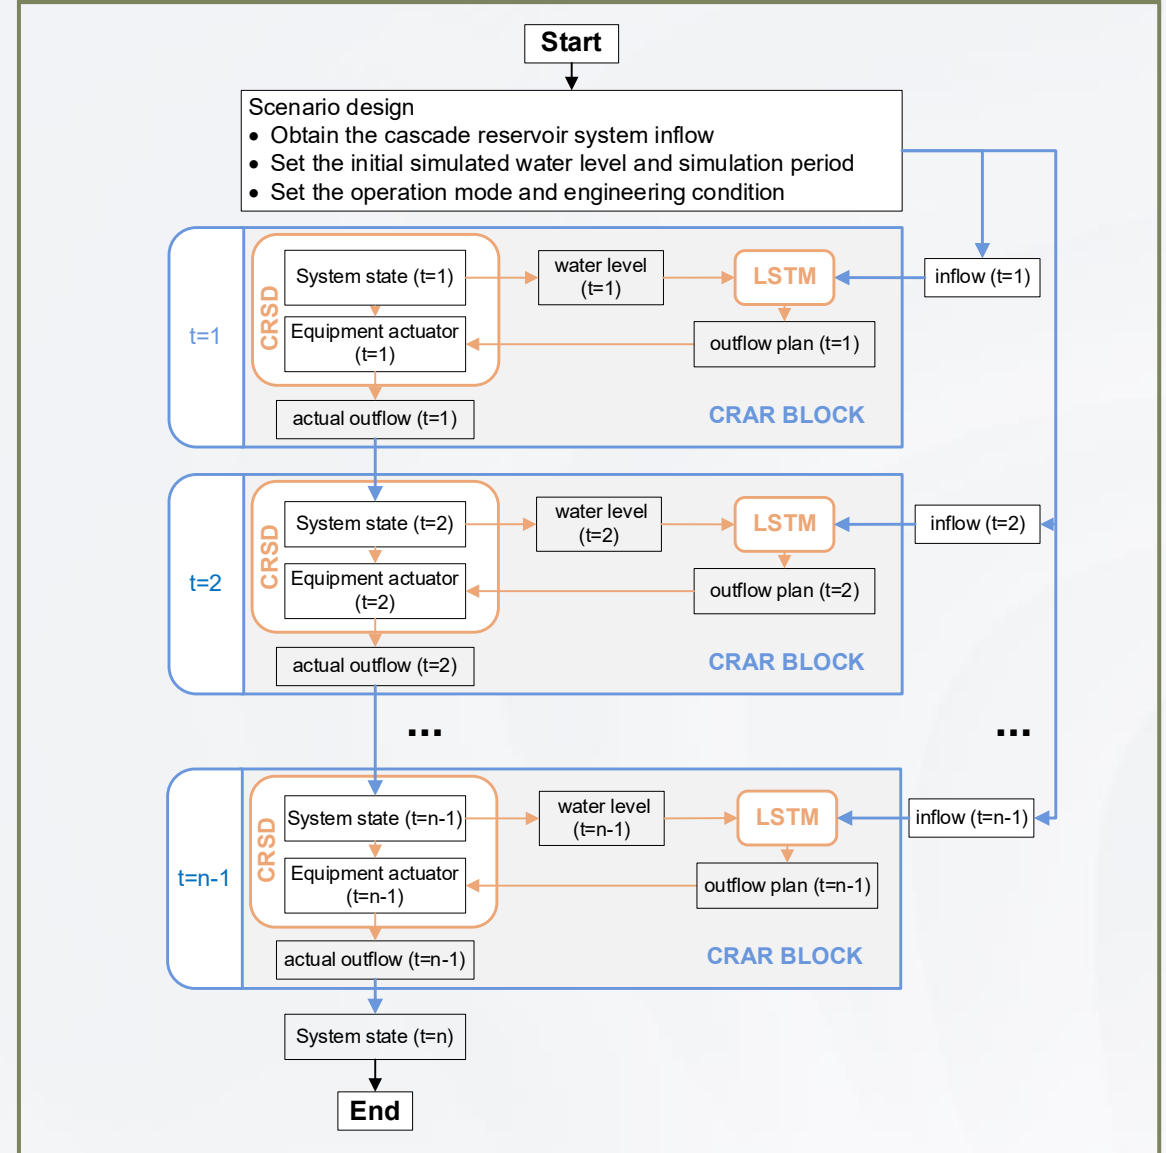 Start
Scenario design
• Obtain the cascade reservoir system inflow
• Set the initial simulated water level and simulation period
• Set the operation mode and engineering condition
t=1
CRSD
System state (t=1)
water level
(t=1)
LSTM
inflow (t=1)
Equipment actuator
(t=1)
outflow plan (t=1)
actual outflow (t=1)
CRAR BLOCK
t=2
CRSD
System state (t=2)
water level
(t=2)
LSTM
inflow (t=2)
Equipment actuator
(t=2)
outflow plan (t=2)
actual outflow (t=2)
CRAR BLOCK
...
...
t=n-1
CRSD
System state (t=n-1)
water level
(t=n-1)
LSTM
inflow (t=n-1)
Equipment actuator
(t=n-1)
outflow plan (t=n-1)
actual outflow (t=n-1)
CRAR BLOCK
System state (t=n)
End